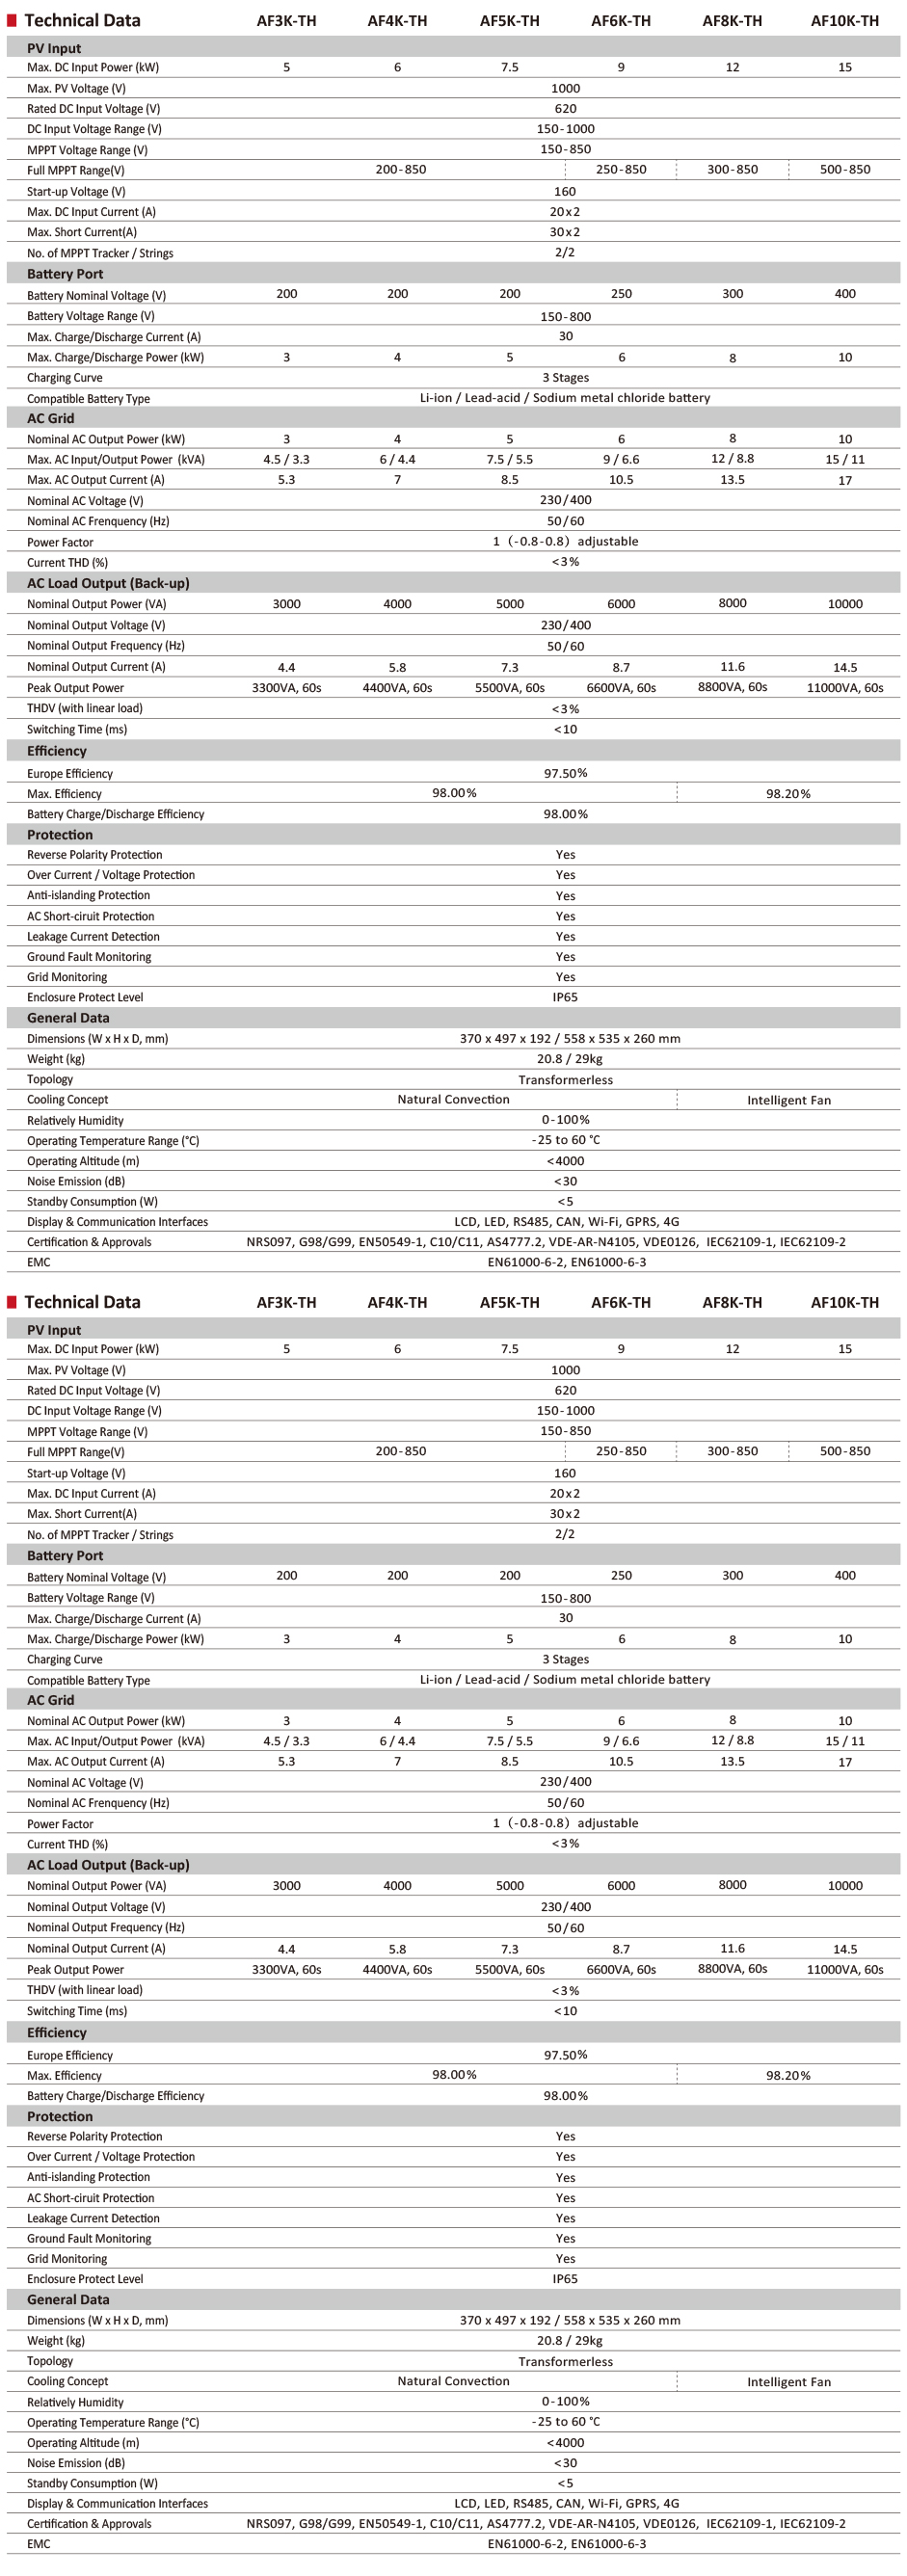 Technical Data AF3K-TH AF4K-TH AF5K-TH AF6K-TH AF8K-TH AF10K-TH
PV Input
Max. DC Input Power (kW) 5 6 7.5 9 12 15
Max. PV Voltage (V) 1000
Rated DC Input Voltage (V) 620
DC Input Voltage Range (V) 150-1000
MPPT Voltage Range (V) 150-850
Full MPPT Range(V) 200-850 250-850 300-850 500-850
Start-up Voltage (V) 160
Max. DC Input Current (A) 20x2
Max. Short Current(A) 30x2
No. of MPPT Tracker / Strings 2/2
Battery Port
Battery Nominal Voltage (V) 200 200 200 250 300 400
Battery Voltage Range (V) 150-800
Max. Charge/Discharge Current (A) 30
Max. Charge/Discharge Power (kW) 3 4 5 6 8 10
Charging Curve 3 Stages
Compatible Battery Type Li-ion / Lead-acid / Sodium metal chloride battery
AC Grid
Nominal AC Output Power (kW) 3 4 5 6 8 10
Max. AC Input/Output Power (kVA) 4.5 / 3.3 6 / 4.4 7.5 / 5.5 9 / 6.6 12 / 8.8 15 / 11
Max. AC Output Current (A) 5.3 7 8.5 10.5 13.5 17
Nominal AC Voltage (V) 230/400
Nominal AC Frenquency (Hz) 50/60
Power Factor 1（-0.8-0.8）adjustable
Current THD (%) <3%
AC Load Output (Back-up)
Nominal Output Power (VA) 3000 4000 5000 6000 8000 10000
Nominal Output Voltage (V) 230/400
Nominal Output Frequency (Hz) 50/60
Nominal Output Current (A) 4.4 5.8 7.3 8.7 11.6 14.5
Peak Output Power 3300VA, 60s 4400VA, 60s 5500VA, 60s 6600VA, 60s 8800VA, 60s 11000VA, 60s
THDV (with linear load) <3%
Switching Time (ms) <10
Efficiency
Europe Efficiency 97.50%
Max. Efficiency 98.00% 98.20%
Battery Charge/Discharge Efficiency 98.00%
Protection
Reverse Polarity Protection Yes
Over Current / Voltage Protection Yes
Anti-islanding Protection Yes
AC Short-ciruit Protection Yes
Leakage Current Detection Yes
Ground Fault Monitoring Yes
Grid Monitoring Yes
Enclosure Protect Level IP65
General Data
Dimensions (W x H x D, mm) 370 x 497 x 192 / 558 x 535 x 260 mm
Weight (kg) 20.8 / 29kg
Topology Transformerless
Cooling Concept Natural Convection Intelligent Fan
Relatively Humidity 0-100%
Operating Temperature Range (°C) -25 to 60 °C
Operating Altitude (m) <4000
Noise Emission (dB) <30
Standby Consumption (W) <5
Display & Communication Interfaces LCD, LED, RS485, CAN, Wi-Fi, GPRS, 4G
Certification & Approvals NRS097, G98/G99, EN50549-1, C10/C11, AS4777.2, VDE-AR-N4105, VDE0126, IEC62109-1, IEC62109-2
EMC EN61000-6-2, EN61000-6-3
Technical Data AF3K-TH AF4K-TH AF5K-TH AF6K-TH AF8K-TH AF10K-TH
PV Input
Max. DC Input Power (kW) 5 6 7.5 9 12 15
Max. PV Voltage (V) 1000
Rated DC Input Voltage (V) 620
DC Input Voltage Range (V) 150-1000
MPPT Voltage Range (V) 150-850
Full MPPT Range(V) 200-850 250-850 300-850 500-850
Start-up Voltage (V) 160
Max. DC Input Current (A) 20x2
Max. Short Current(A) 30x2
No. of MPPT Tracker / Strings 2/2
Battery Port
Battery Nominal Voltage (V) 200 200 200 250 300 400
Battery Voltage Range (V) 150-800
Max. Charge/Discharge Current (A) 30
Max. Charge/Discharge Power (kW) 3 4 5 6 8 10
Charging Curve 3 Stages
Compatible Battery Type Li-ion / Lead-acid / Sodium metal chloride battery
AC Grid
Nominal AC Output Power (kW) 3 4 5 6 8 10
Max. AC Input/Output Power (kVA) 4.5 / 3.3 6 / 4.4 7.5 / 5.5 9 / 6.6 12 / 8.8 15 / 11
Max. AC Output Current (A) 5.3 7 8.5 10.5 13.5 17
Nominal AC Voltage (V) 230/400
Nominal AC Frenquency (Hz) 50/60
Power Factor 1（-0.8-0.8）adjustable
Current THD (%) <3%
AC Load Output (Back-up)
Nominal Output Power (VA) 3000 4000 5000 6000 8000 10000
Nominal Output Voltage (V) 230/400
Nominal Output Frequency (Hz) 50/60
Nominal Output Current (A) 4.4 5.8 7.3 8.7 11.6 14.5
Peak Output Power 3300VA, 60s 4400VA, 60s 5500VA, 60s 6600VA, 60s 8800VA, 60s 11000VA, 60s
THDV (with linear load) <3%
Switching Time (ms) <10
Efficiency
Europe Efficiency 97.50%
Max. Efficiency 98.00% 98.20%
Battery Charge/Discharge Efficiency 98.00%
Protection
Reverse Polarity Protection Yes
Over Current / Voltage Protection Yes
Anti-islanding Protection Yes
AC Short-ciruit Protection Yes
Leakage Current Detection Yes
Ground Fault Monitoring Yes
Grid Monitoring Yes
Enclosure Protect Level IP65
General Data
Dimensions (W x H x D, mm) 370 x 497 x 192 / 558 x 535 x 260 mm
Weight (kg) 20.8 / 29kg
Topology Transformerless
Cooling Concept Natural Convection Intelligent Fan
Relatively Humidity 0-100%
Operating Temperature Range (°C) -25 to 60 °C
Operating Altitude (m) <4000
Noise Emission (dB) <30
Standby Consumption (W) <5
Display & Communication Interfaces LCD, LED, RS485, CAN, Wi-Fi, GPRS, 4G
Certification & Approvals NRS097, G98/G99, EN50549-1, C10/C11, AS4777.2, VDE-AR-N4105, VDE0126, IEC62109-1, IEC62109-2
EMC EN61000-6-2, EN61000-6-3